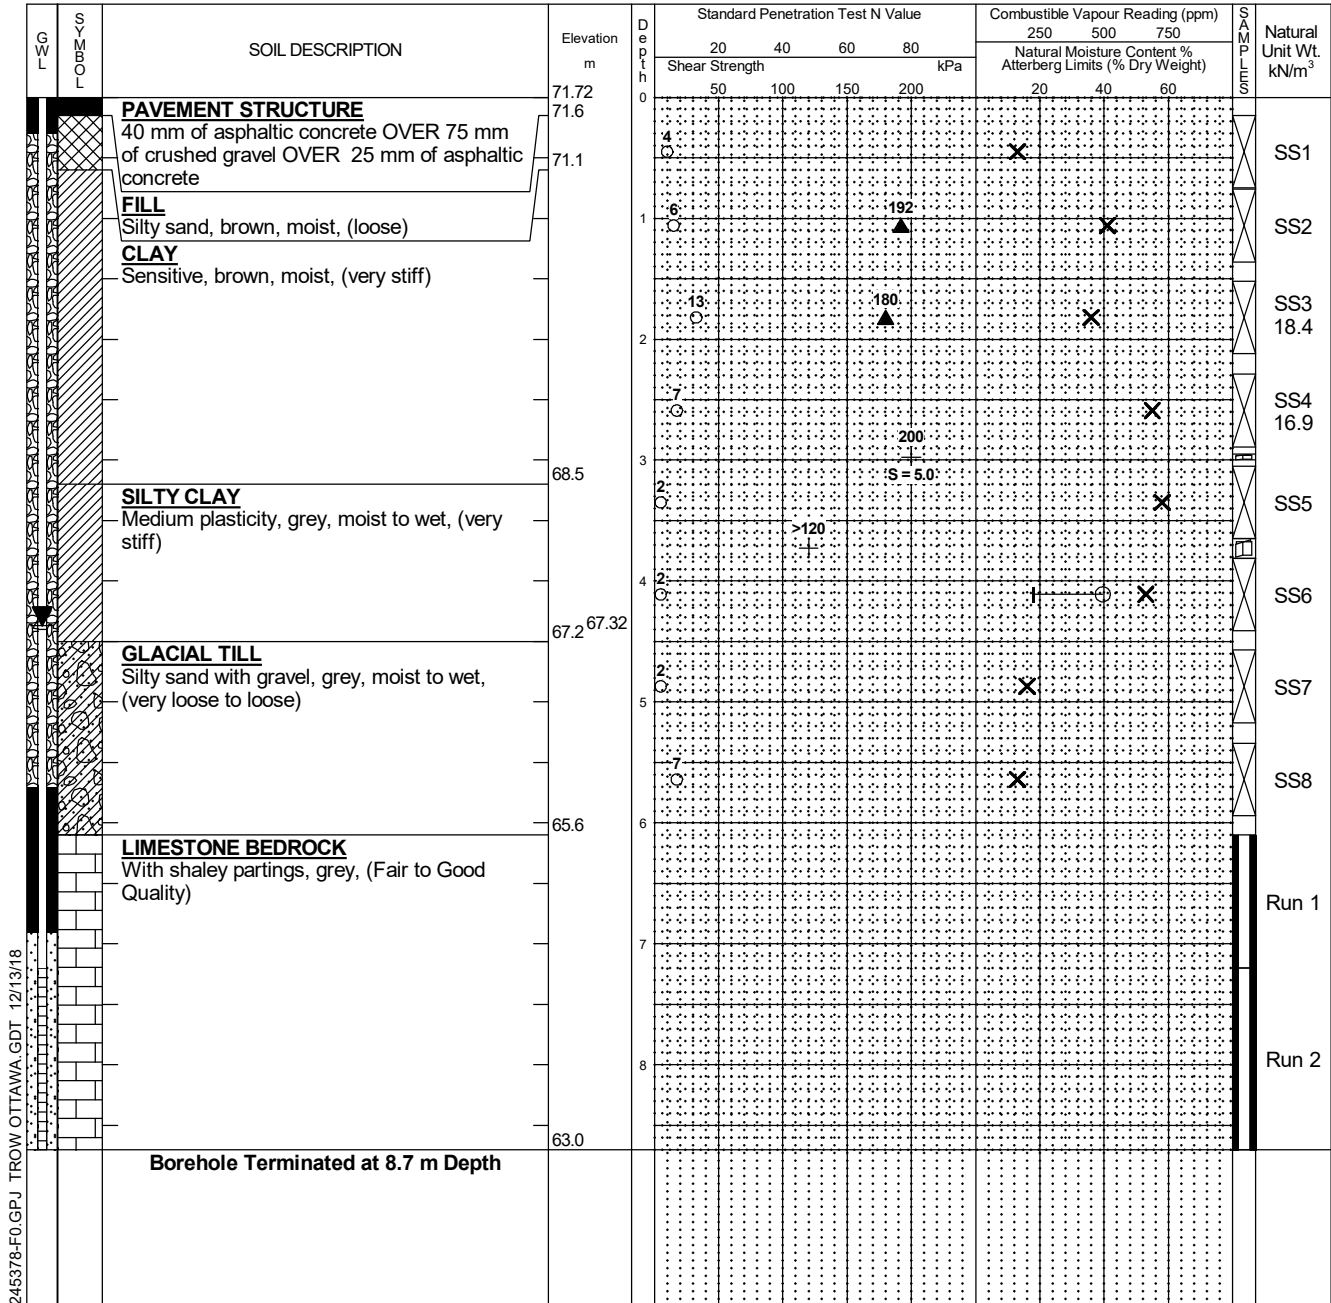 GWL
SYMBOL
SOIL DESCRIPTION
Elevation
m
Depth
Standard Penetration Test N Value
20 40 60 80
Shear Strength kPa
50 100 150 200
Combustible Vapour Reading (ppm)
250 500 750
Natural Moisture Content %
Atterberg Limits (% Dry Weight)
20 40 60
SAMPLES
Natural
Unit Wt.
kN/m³
71.72
0
PAVEMENT STRUCTURE
71.6
40 mm of asphaltic concrete OVER 75 mm
of crushed gravel OVER 25 mm of asphaltic
concrete
71.1
4
SS1
FILL
Silty sand, brown, moist, (loose)
1
6
192
SS2
CLAY
Sensitive, brown, moist, (very stiff)
13
180
SS3
18.4
2
7
SS4
16.9
200
S = 5.0
3
68.5
SILTY CLAY
Medium plasticity, grey, moist to wet, (very
stiff)
2
SS5
>120
4
2
SS6
67.2
67.32
GLACIAL TILL
Silty sand with gravel, grey, moist to wet,
(very loose to loose)
2
SS7
5
7
SS8
6
65.6
LIMESTONE BEDROCK
With shaley partings, grey, (Fair to Good
Quality)
Run 1
7
8
Run 2
63.0
Borehole Terminated at 8.7 m Depth
245378-F0.GPJ TROW OTTAWA.GDT 12/13/18